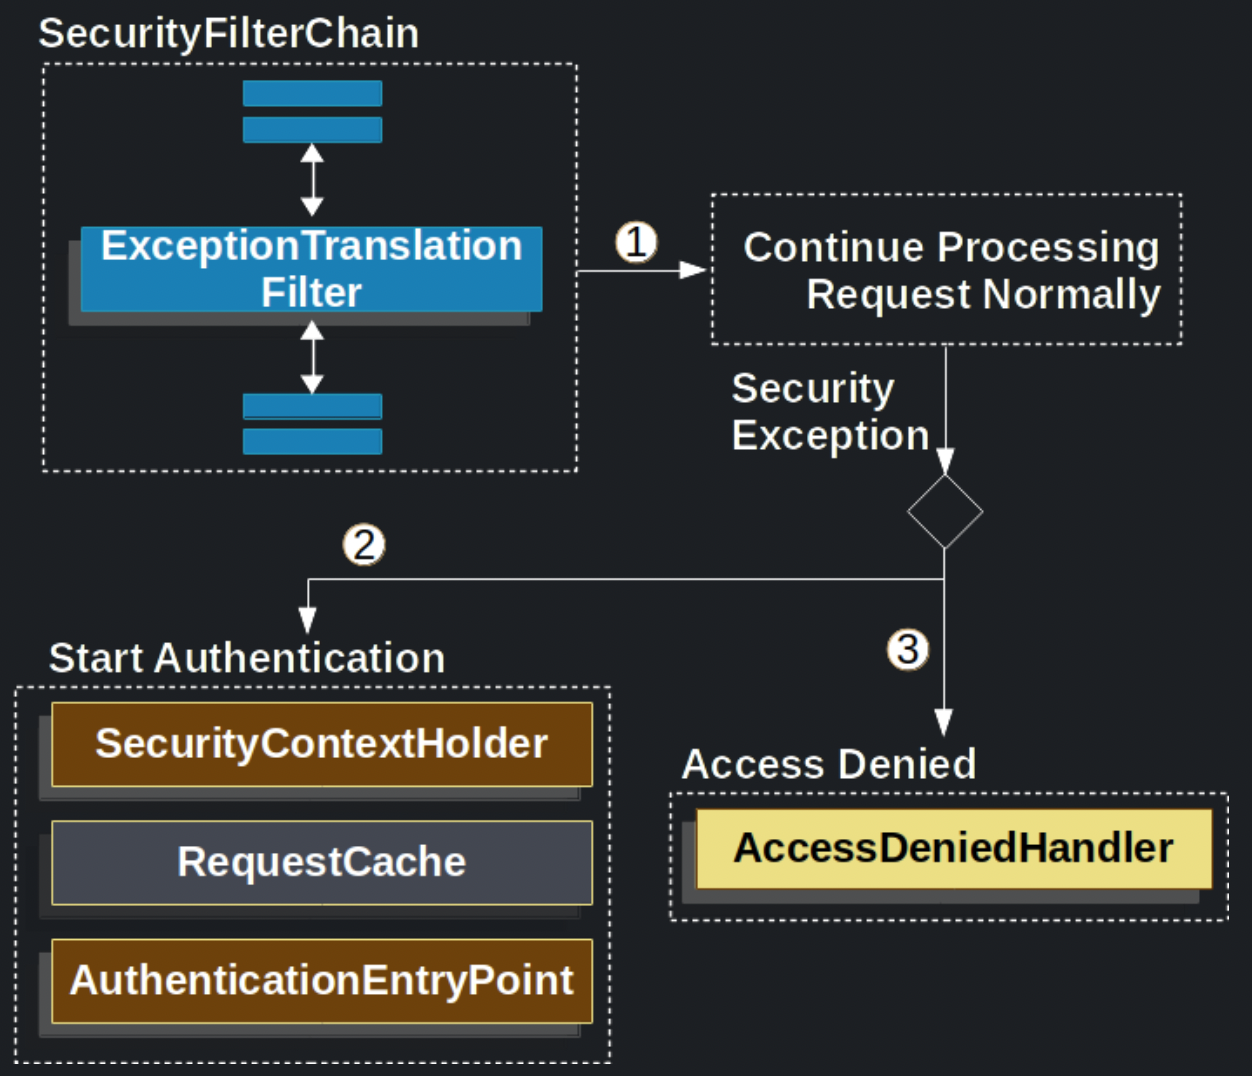 SecurityFilterChain
ExceptionTranslation
Filter
1
Continue Processing
Request Normally
Security
Exception
2
3
Start Authentication
SecurityContextHolder
RequestCache
AuthenticationEntryPoint
Access Denied
AccessDeniedHandler